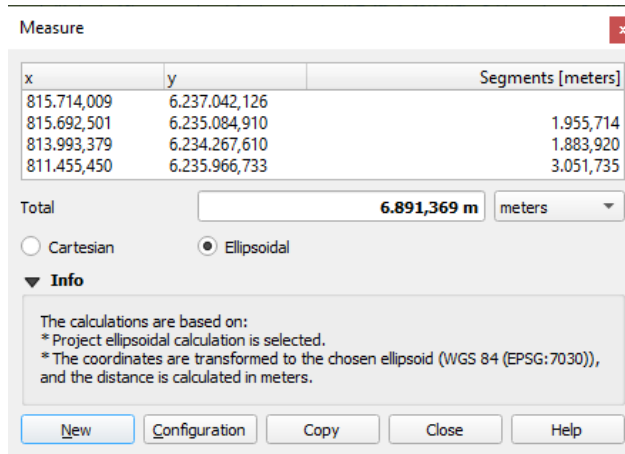 Measure
x y Segments [meters]
815.714,009 6.237.042,126
815.692,501 6.235.084,910 1.955,714
813.993,379 6.234.267,610 1.883,920
811.455,450 6.235.966,733 3.051,735
Total 6.891,369 m meters
Cartesian Ellipsoidal
Info
The calculations are based on:
* Project ellipsoidal calculation is selected.
* The coordinates are transformed to the chosen ellipsoid (WGS 84 (EPSG:7030)),
and the distance is calculated in meters.
New Configuration Copy Close Help